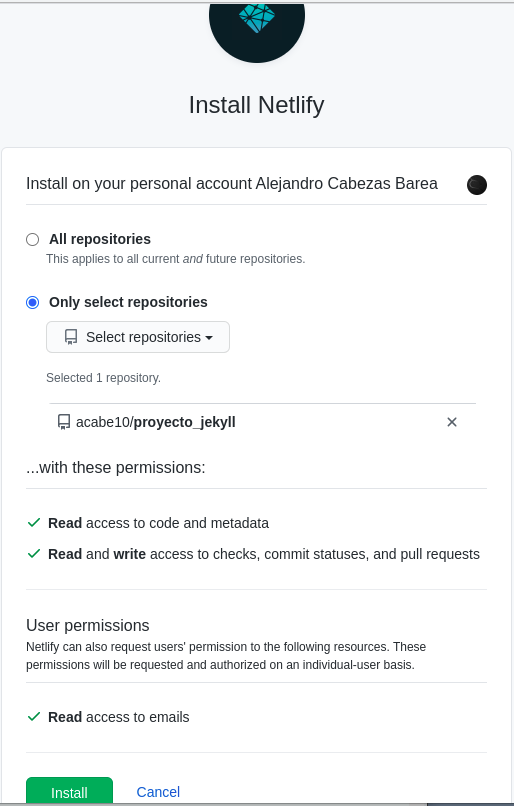 Install Netlify
Install on your personal account Alejandro Cabezas Barea
All repositories
This applies to all current and future repositories.
Only select repositories
Select repositories
Selected 1 repository.
acabe10/proyecto_jekyll
...with these permissions:
Read access to code and metadata
Read and write access to checks, commit statuses, and pull requests
User permissions
Netlify can also request users' permission to the following resources. These
permissions will be requested and authorized on an individual-user basis.
Read access to emails
Install Cancel